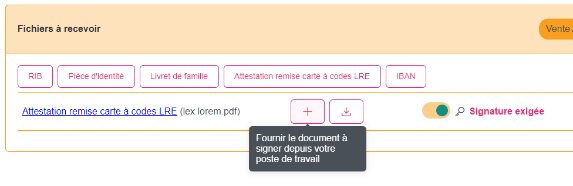 Fichiers à recevoir
Vente
RIB Pièce d'identité Livret de famille Attestation remise carte à codes LRE IBAN
Attestation remise carte à codes LRE (lex lorem pdf) Signature exigée
Fournir le document à
signer depuis votre
poste de travail